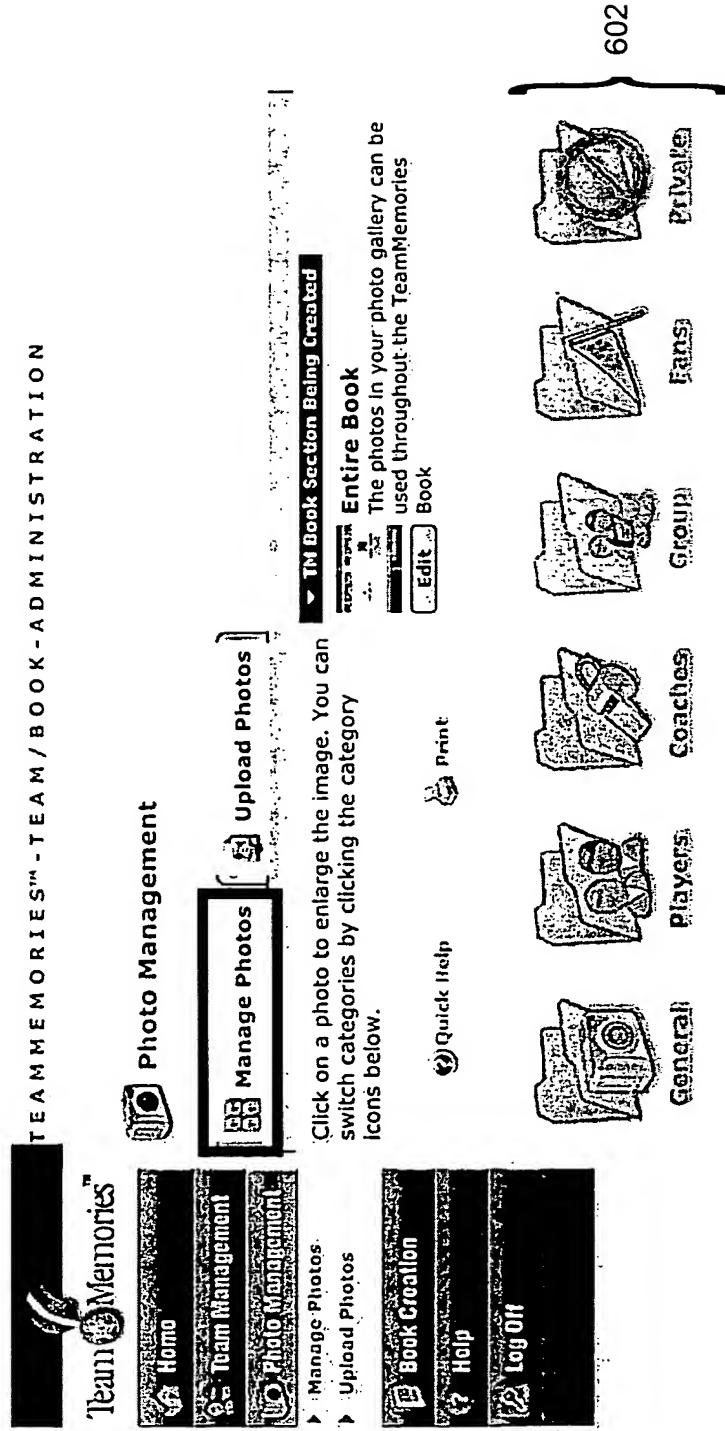 TEAMMEMORIES™-TEAM/BOOK-ADMINISTRATION
Team Memories™
Home
Team Management
Photo Management
Manage Photos
Upload Photos
Book Creation
Help
Log Off
Photo Management
Manage Photos
Upload Photos
Click on a photo to enlarge the image. You can
switch categories by clicking the category
icons below.
Quick Help
Print
TM Book Section Being Created
Entire Book
The photos in your photo gallery can be
used throughout the TeamMemories
Book
Edit
General
Players
Coaches
Group
Fans
Private
602